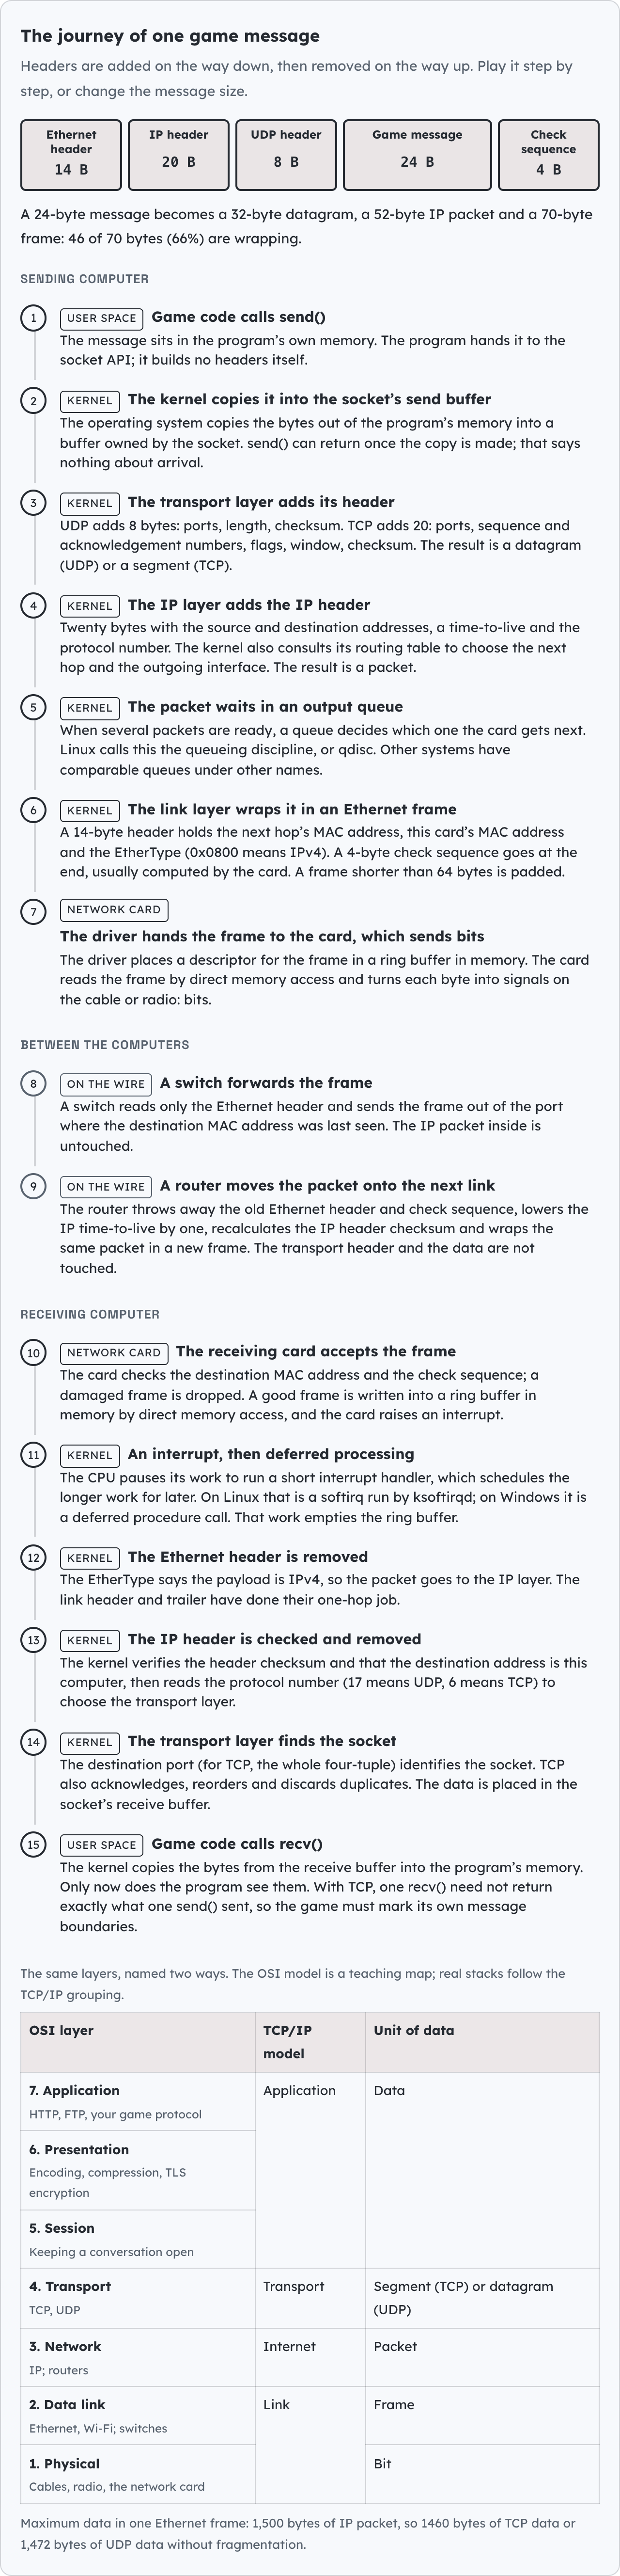 The journey of one game message
Headers are added on the way down, then removed on the way up. Play it step by
step, or change the message size.
Ethernet
header
14 B
IP header
20 B
UDP header
8 B
Game message
24 B
Check
sequence
4 B
A 24-byte message becomes a 32-byte datagram, a 52-byte IP packet and a 70-byte
frame: 46 of 70 bytes (66%) are wrapping.
SENDING COMPUTER
1 USER SPACE Game code calls send()
The message sits in the program’s own memory. The program hands it to the
socket API; it builds no headers itself.
2 KERNEL The kernel copies it into the socket’s send buffer
The operating system copies the bytes out of the program’s memory into a
buffer owned by the socket. send() can return once the copy is made; that says
nothing about arrival.
3 KERNEL The transport layer adds its header
UDP adds 8 bytes: ports, length, checksum. TCP adds 20: ports, sequence and
acknowledgement numbers, flags, window, checksum. The result is a datagram
(UDP) or a segment (TCP).
4 KERNEL The IP layer adds the IP header
Twenty bytes with the source and destination addresses, a time-to-live and the
protocol number. The kernel also consults its routing table to choose the next
hop and the outgoing interface. The result is a packet.
5 KERNEL The packet waits in an output queue
When several packets are ready, a queue decides which one the card gets next.
Linux calls this the queueing discipline, or qdisc. Other systems have
comparable queues under other names.
6 KERNEL The link layer wraps it in an Ethernet frame
A 14-byte header holds the next hop’s MAC address, this card’s MAC address
and the EtherType (0x0800 means IPv4). A 4-byte check sequence goes at the
end, usually computed by the card. A frame shorter than 64 bytes is padded.
7 NETWORK CARD
The driver hands the frame to the card, which sends bits
The driver places a descriptor for the frame in a ring buffer in memory. The card
reads the frame by direct memory access and turns each byte into signals on
the cable or radio: bits.
BETWEEN THE COMPUTERS
8 ON THE WIRE A switch forwards the frame
A switch reads only the Ethernet header and sends the frame out of the port
where the destination MAC address was last seen. The IP packet inside is
untouched.
9 ON THE WIRE A router moves the packet onto the next link
The router throws away the old Ethernet header and check sequence, lowers the
IP time-to-live by one, recalculates the IP header checksum and wraps the
same packet in a new frame. The transport header and the data are not
touched.
RECEIVING COMPUTER
10 NETWORK CARD The receiving card accepts the frame
The card checks the destination MAC address and the check sequence; a
damaged frame is dropped. A good frame is written into a ring buffer in
memory by direct memory access, and the card raises an interrupt.
11 KERNEL An interrupt, then deferred processing
The CPU pauses its work to run a short interrupt handler, which schedules the
longer work for later. On Linux that is a softirq run by ksoftirqd; on Windows it is
a deferred procedure call. That work empties the ring buffer.
12 KERNEL The Ethernet header is removed
The EtherType says the payload is IPv4, so the packet goes to the IP layer. The
link header and trailer have done their one-hop job.
13 KERNEL The IP header is checked and removed
The kernel verifies the header checksum and that the destination address is this
computer, then reads the protocol number (17 means UDP, 6 means TCP) to
choose the transport layer.
14 KERNEL The transport layer finds the socket
The destination port (for TCP, the whole four-tuple) identifies the socket. TCP
also acknowledges, reorders and discards duplicates. The data is placed in the
socket’s receive buffer.
15 USER SPACE Game code calls recv()
The kernel copies the bytes from the receive buffer into the program’s memory.
Only now does the program see them. With TCP, one recv() need not return
exactly what one send() sent, so the game must mark its own message
boundaries.
The same layers, named two ways. The OSI model is a teaching map; real stacks follow the
TCP/IP grouping.
OSI layer
TCP/IP
model
Unit of data
7. Application
HTTP, FTP, your game protocol
Application
Data
6. Presentation
Encoding, compression, TLS
encryption
5. Session
Keeping a conversation open
4. Transport
TCP, UDP
Transport
Segment (TCP) or datagram
(UDP)
3. Network
IP; routers
Internet
Packet
2. Data link
Ethernet, Wi-Fi; switches
Link
Frame
1. Physical
Cables, radio, the network card
Bit
Maximum data in one Ethernet frame: 1,500 bytes of IP packet, so 1460 bytes of TCP data or
1,472 bytes of UDP data without fragmentation.